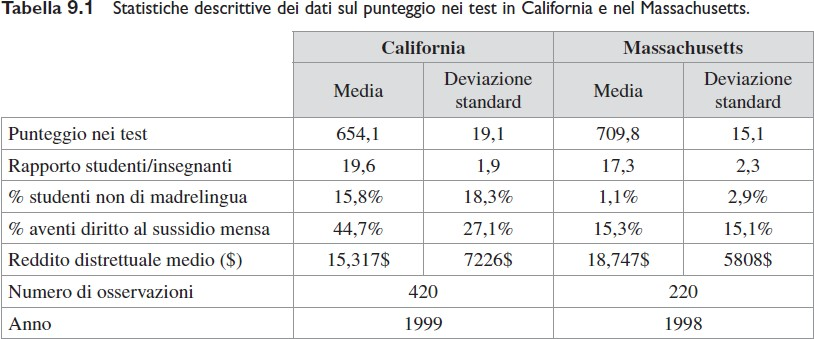 Tabella 9.1 Statistiche descrittive dei dati sul punteggio nei test in California e nel Massachusetts.
California Massachusetts
Media Deviazione standard Media Deviazione standard
Punteggio nei test 654,1 19,1 709,8 15,1
Rapporto studenti/insegnanti 19,6 1,9 17,3 2,3
% studenti non di madrelingua 15,8% 18,3% 1,1% 2,9%
% aventi diritto al sussidio mensa 44,7% 27,1% 15,3% 15,1%
Reddito distrettuale medio ($) 15,317$ 7226$ 18,747$ 5808$
Numero di osservazioni 420 220
Anno 1999 1998